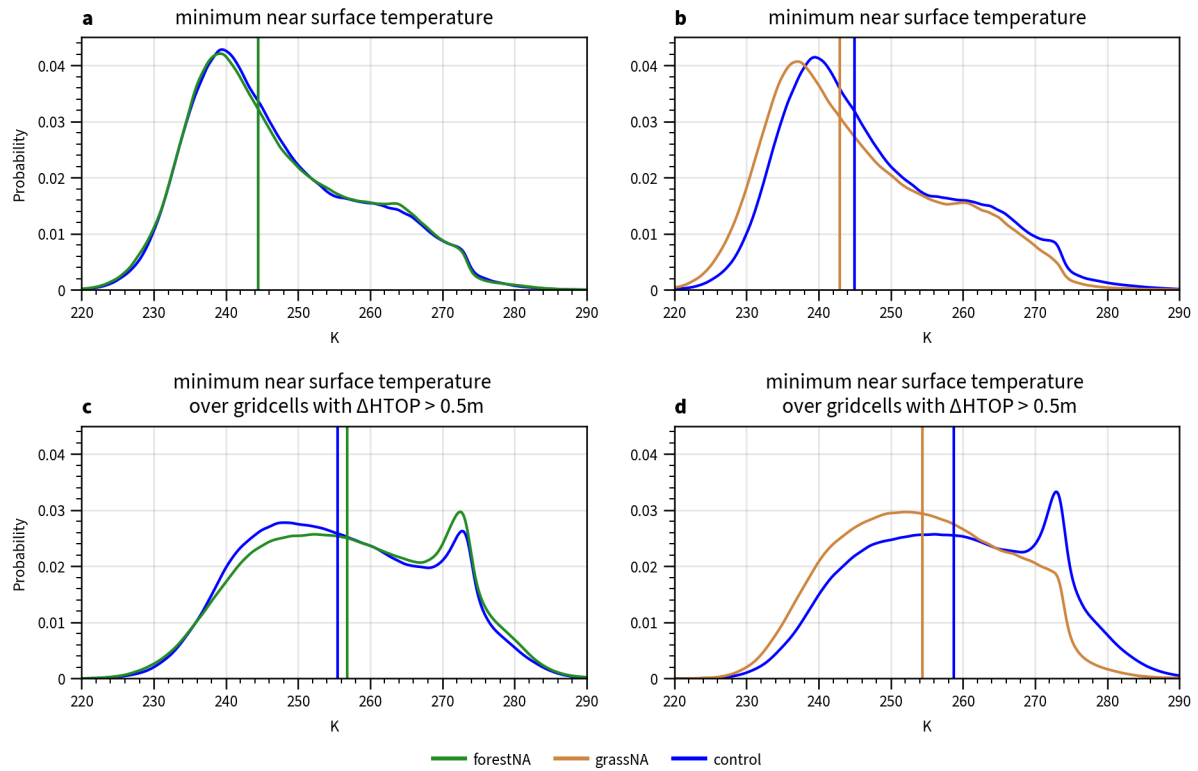 a minimum near surface temperature
Probability
0.04
0.03
0.02
0.01
0
220 230 240 250 260 270 280 290
K
b minimum near surface temperature
0.04
0.03
0.02
0.01
0
220 230 240 250 260 270 280 290
K
minimum near surface temperature
c over gridcells with ΔHTOP > 0.5m
Probability
0.04
0.03
0.02
0.01
0
220 230 240 250 260 270 280 290
K
minimum near surface temperature
d over gridcells with ΔHTOP > 0.5m
0.04
0.03
0.02
0.01
0
220 230 240 250 260 270 280 290
K
forestNA grassNA control